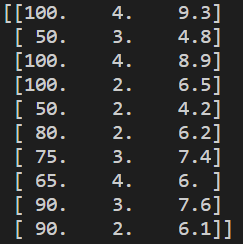 [[100.    4.    9.3]
 [ 50.    3.    4.8]
 [100.    4.    8.9]
 [100.    2.    6.5]
 [ 50.    2.    4.2]
 [ 80.    2.    6.2]
 [ 75.    3.    7.4]
 [ 65.    4.    6. ]
 [ 90.    3.    7.6]
 [ 90.    2.    6.1]]